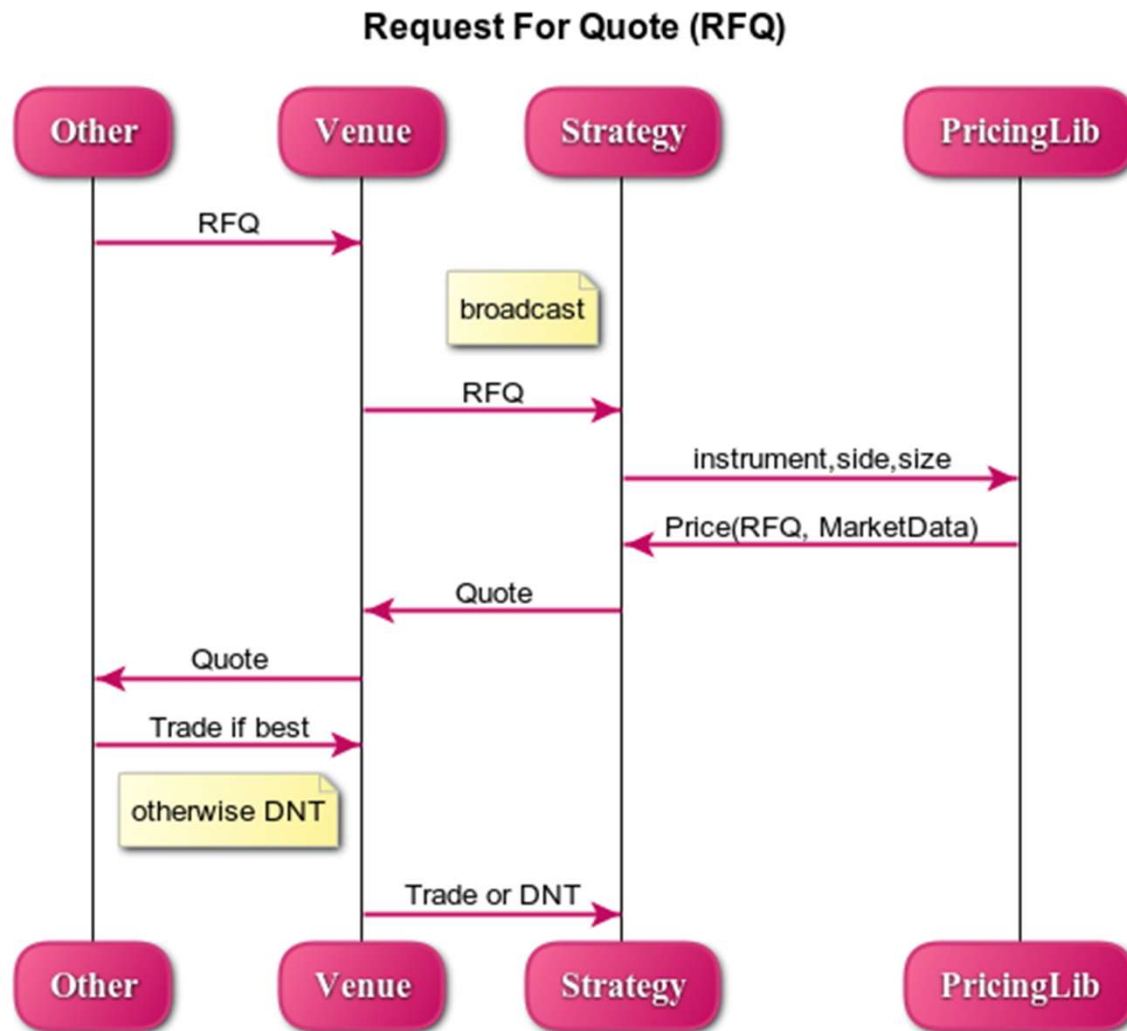 Request For Quote (RFQ)
Other Venue Strategy PricingLib
RFQ
broadcast
RFQ
instrument,side,size
Price(RFQ, MarketData)
Quote
Quote
Trade if best
otherwise DNT
Trade or DNT
Other Venue Strategy PricingLib